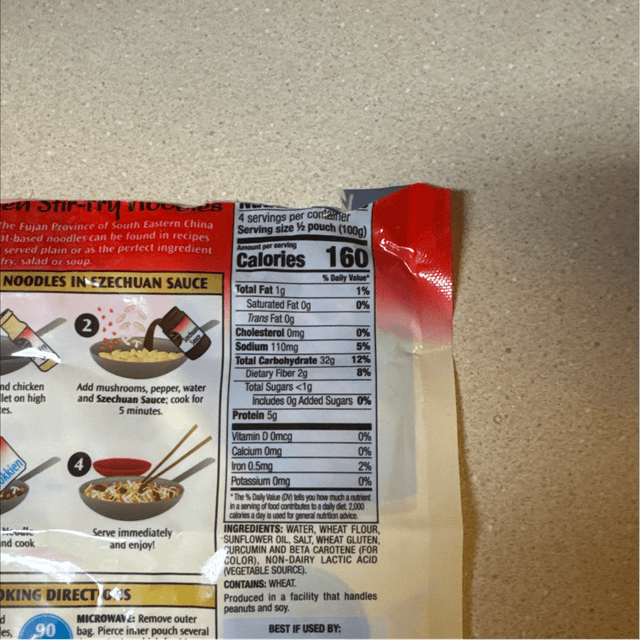 Stir-Fry
the Fujan Province of South Eastern China
at-based noodles can be found in recipes
served plain or as the perfect ingredient
fry, salad or soup.
NOODLES IN SZECHUAN SAUCE
2
nd chicken
llet on high
es.
Add mushrooms, pepper, water
and Szechuan Sauce; cook for
5 minutes.
okkien
4
Noodle
nd cook
Serve immediately
and enjoy!
OKING DIRECT
90
MICROWAVE: Remove outer
bag. Pierce inner pouch several
4 servings per container
Serving size ½ pouch (100g)
Amount per serving
Calories 160
% Daily Value*
Total Fat 1g 1%
Saturated Fat 0g 0%
Trans Fat 0g
Cholesterol 0mg 0%
Sodium 110mg 5%
Total Carbohydrate 32g 12%
Dietary Fiber 2g 8%
Total Sugars <1g
Includes 0g Added Sugars 0%
Protein 5g
Vitamin D 0mcg 0%
Calcium 0mg 0%
Iron 0.5mg 2%
Potassium 0mg 0%
*The % Daily Value (DV) tells you how much a nutrient
in a serving of food contributes to a daily diet. 2,000
calories a day is used for general nutrition advice.
INGREDIENTS: WATER, WHEAT FLOUR,
SUNFLOWER OIL, SALT, WHEAT GLUTEN,
CURCUMIN AND BETA CAROTENE (FOR
COLOR), NON-DAIRY LACTIC ACID
(VEGETABLE SOURCE).
CONTAINS: WHEAT.
Produced in a facility that handles
peanuts and soy.
BEST IF USED BY: